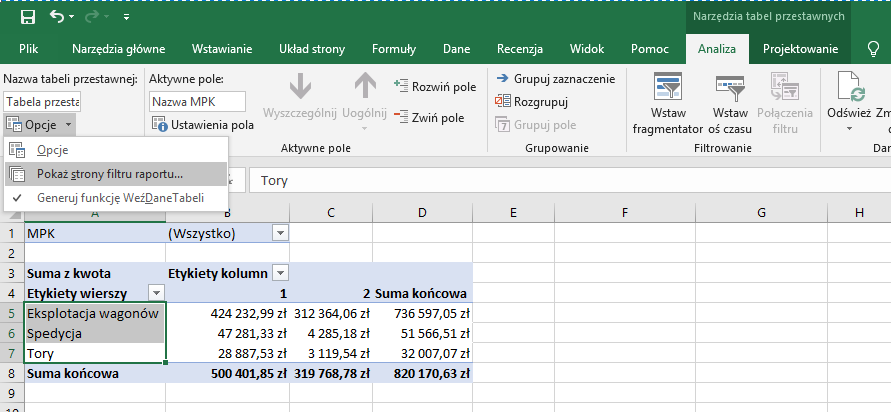 Narzędzia tabel przestawnych
Plik Narzędzia główne Wstawianie Układ strony Formuły Dane Recenzja Widok Pomoc Analiza Projektowanie
Nazwa tabeli przestawnej:
Tabela przesta
Opcje
Aktywne pole:
Nazwa MPK
Ustawienia pola
Wyszczególnij
Uogólnij
Rozwiń pole
Zwiń pole
Aktywne pole
Grupuj zaznaczenie
Rozgrupuj
Grupuj pole
Grupowanie
Wstaw
fragmentator
Wstaw
oś czasu
Połączenia
filtru
Filtrowanie
Odśwież
Zm
Dan
Opcje
Pokaż strony filtru raportu...
Generuj funkcję WeźDaneTabeli
Tory
A B C D E F G H
1 MPK (Wszystko)
2
3 Suma z kwota Etykiety kolumn
4 Etykiety wierszy 1 2 Suma końcowa
5 Eksplotacja wagonów 424 232,99 zł 312 364,06 zł 736 597,05 zł
6 Spedycja 47 281,33 zł 4 285,18 zł 51 566,51 zł
7 Tory 28 887,53 zł 3 119,54 zł 32 007,07 zł
8 Suma końcowa 500 401,85 zł 319 768,78 zł 820 170,63 zł
9